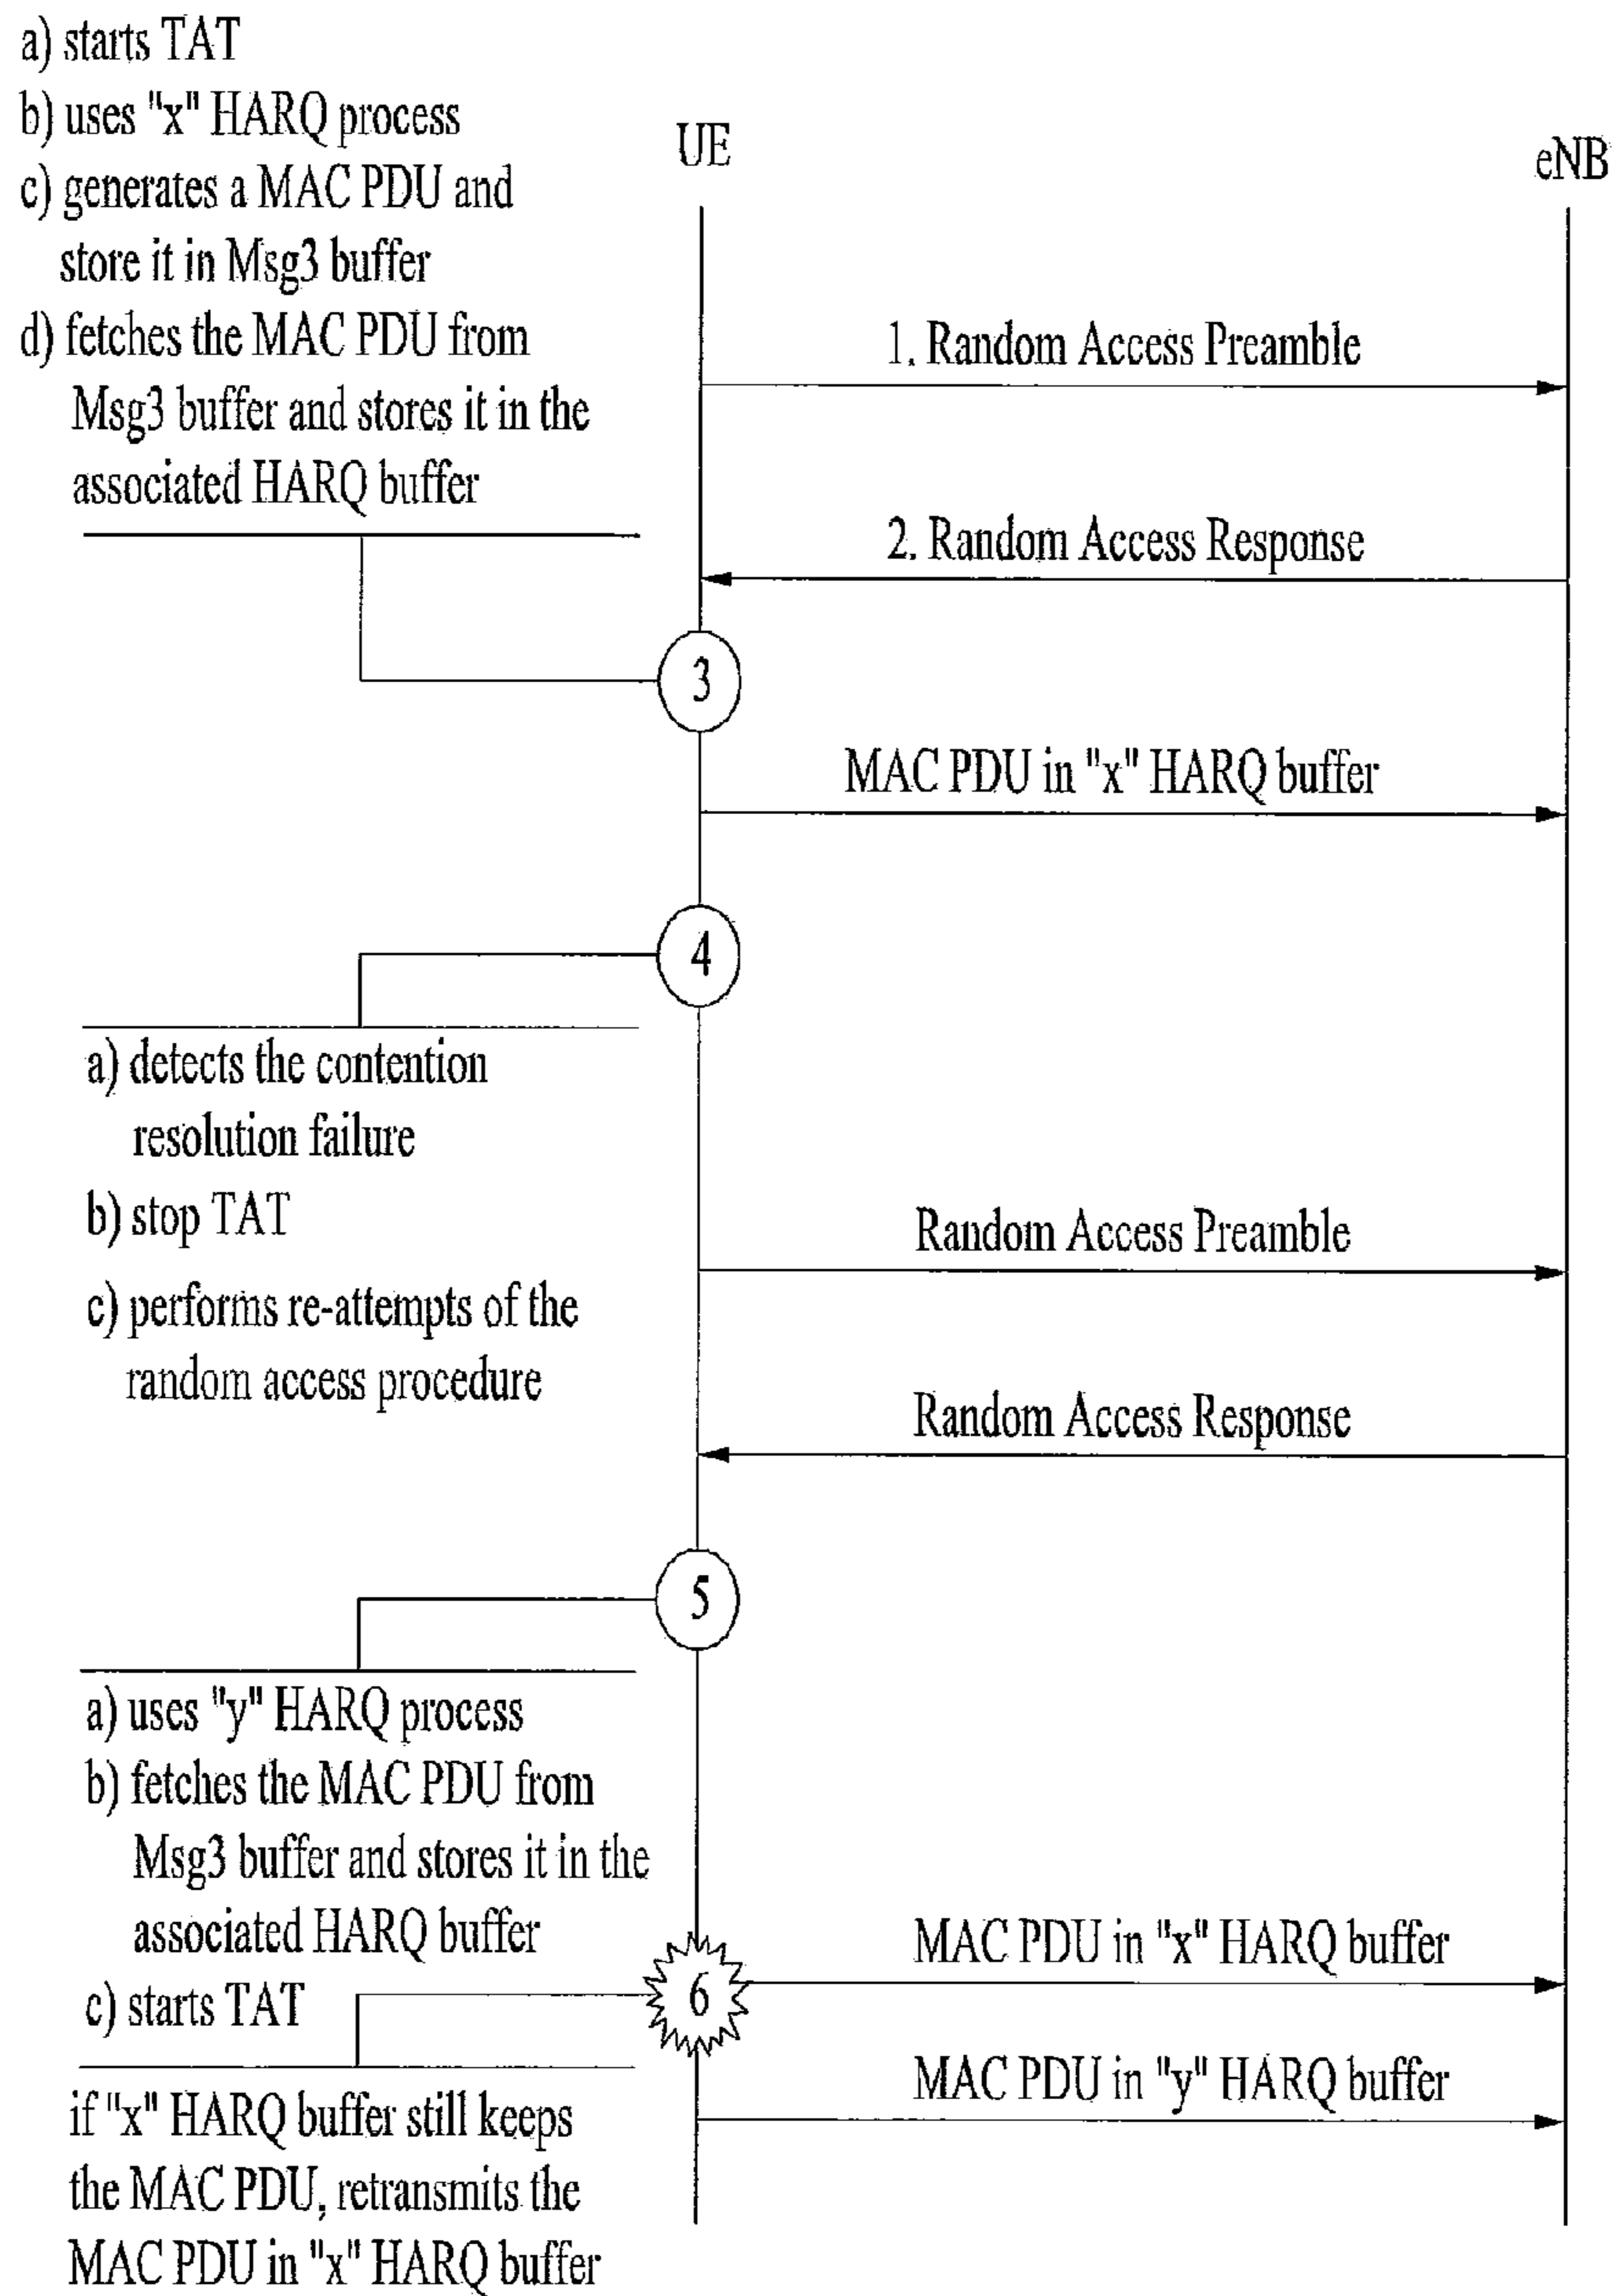 a) starts TAT
b) uses "x" HARQ process
c) generates a MAC PDU and
store it in Msg3 buffer
d) fetches the MAC PDU from
Msg3 buffer and stores it in the
associated HARQ buffer
UE
eNB
1. Random Access Preamble
2. Random Access Response
3
MAC PDU in "x" HARQ buffer
4
a) detects the contention
resolution failure
b) stop TAT
c) performs re-attempts of the
random access procedure
Random Access Preamble
Random Access Response
5
a) uses "y" HARQ process
b) fetches the MAC PDU from
Msg3 buffer and stores it in the
associated HARQ buffer
c) starts TAT
6
MAC PDU in "x" HARQ buffer
MAC PDU in "y" HARQ buffer
if "x" HARQ buffer still keeps
the MAC PDU, retransmits the
MAC PDU in "x" HARQ buffer